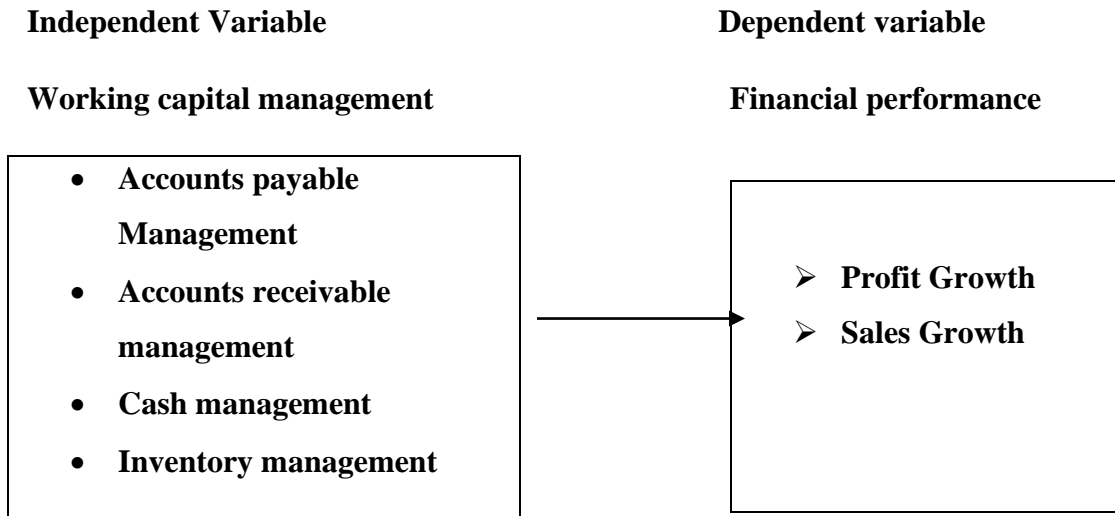 Independent Variable
Dependent variable
Working capital management
Financial performance
• Accounts payable
Management
• Accounts receivable
management
• Cash management
• Inventory management
➢ Profit Growth
➢ Sales Growth